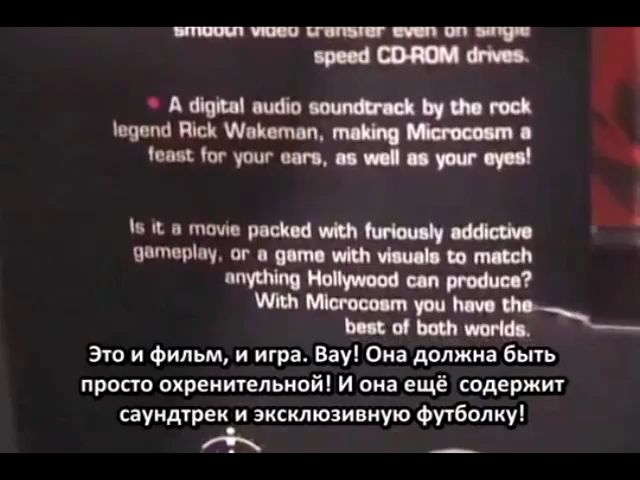 smooth video transfer even on single
speed CD-ROM drives.
• A digital audio soundtrack by the rock
legend Rick Wakeman, making Microcosm a
feast for your ears, as well as your eyes!
Is it a movie packed with furiously addictive
gameplay, or a game with visuals to match
anything Hollywood can produce?
With Microcosm you have the
best of both worlds.
Это и фильм, и игра. Вау! Она должна быть
просто охренительной! И она ещё содержит
саундтрек и эксклюзивную футболку!